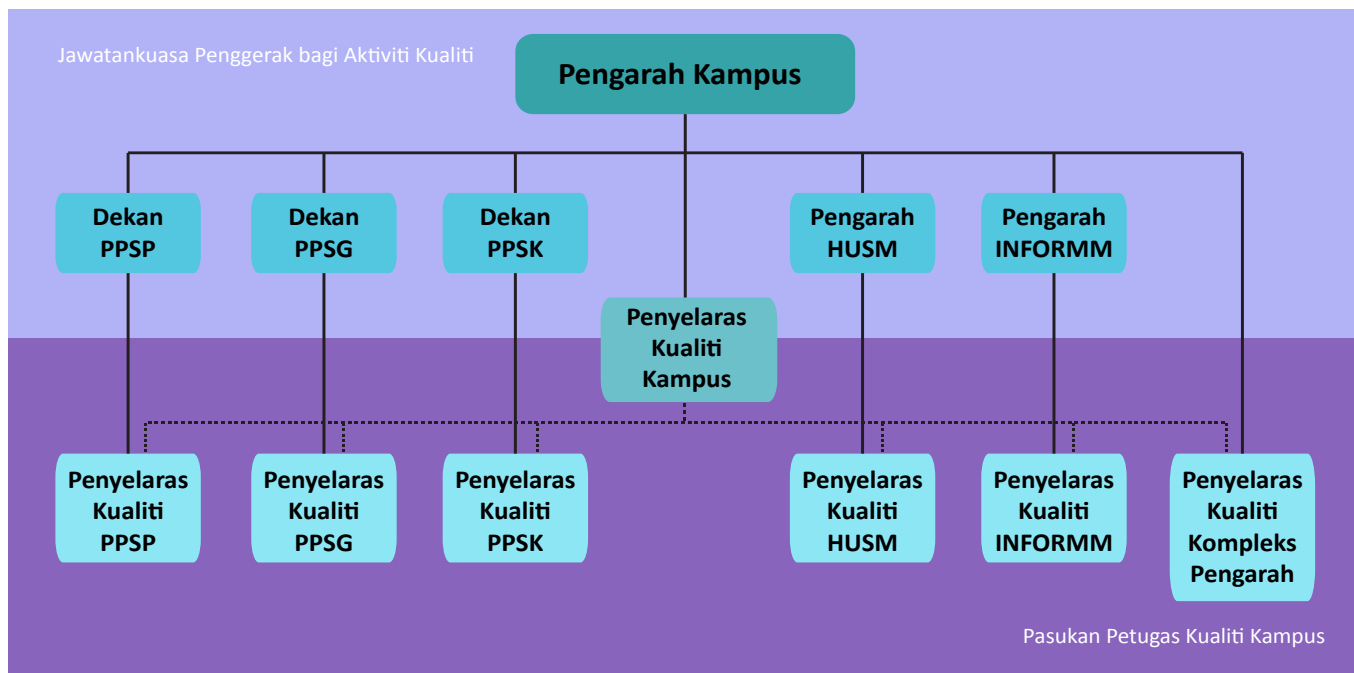 Jawatankuasa Penggerak bagi Aktiviti Kualiti
Pengarah Kampus
Dekan
PPSP
Dekan
PPSG
Dekan
PPSK
Pengarah
HUSM
Pengarah
INFORMM
Penyelaras
Kualiti
Kampus
Penyelaras
Kualiti
PPSP
Penyelaras
Kualiti
PPSG
Penyelaras
Kualiti
PPSK
Penyelaras
Kualiti
HUSM
Penyelaras
Kualiti
INFORMM
Penyelaras
Kualiti
Kompleks
Pengarah
Pasukan Petugas Kualiti Kampus